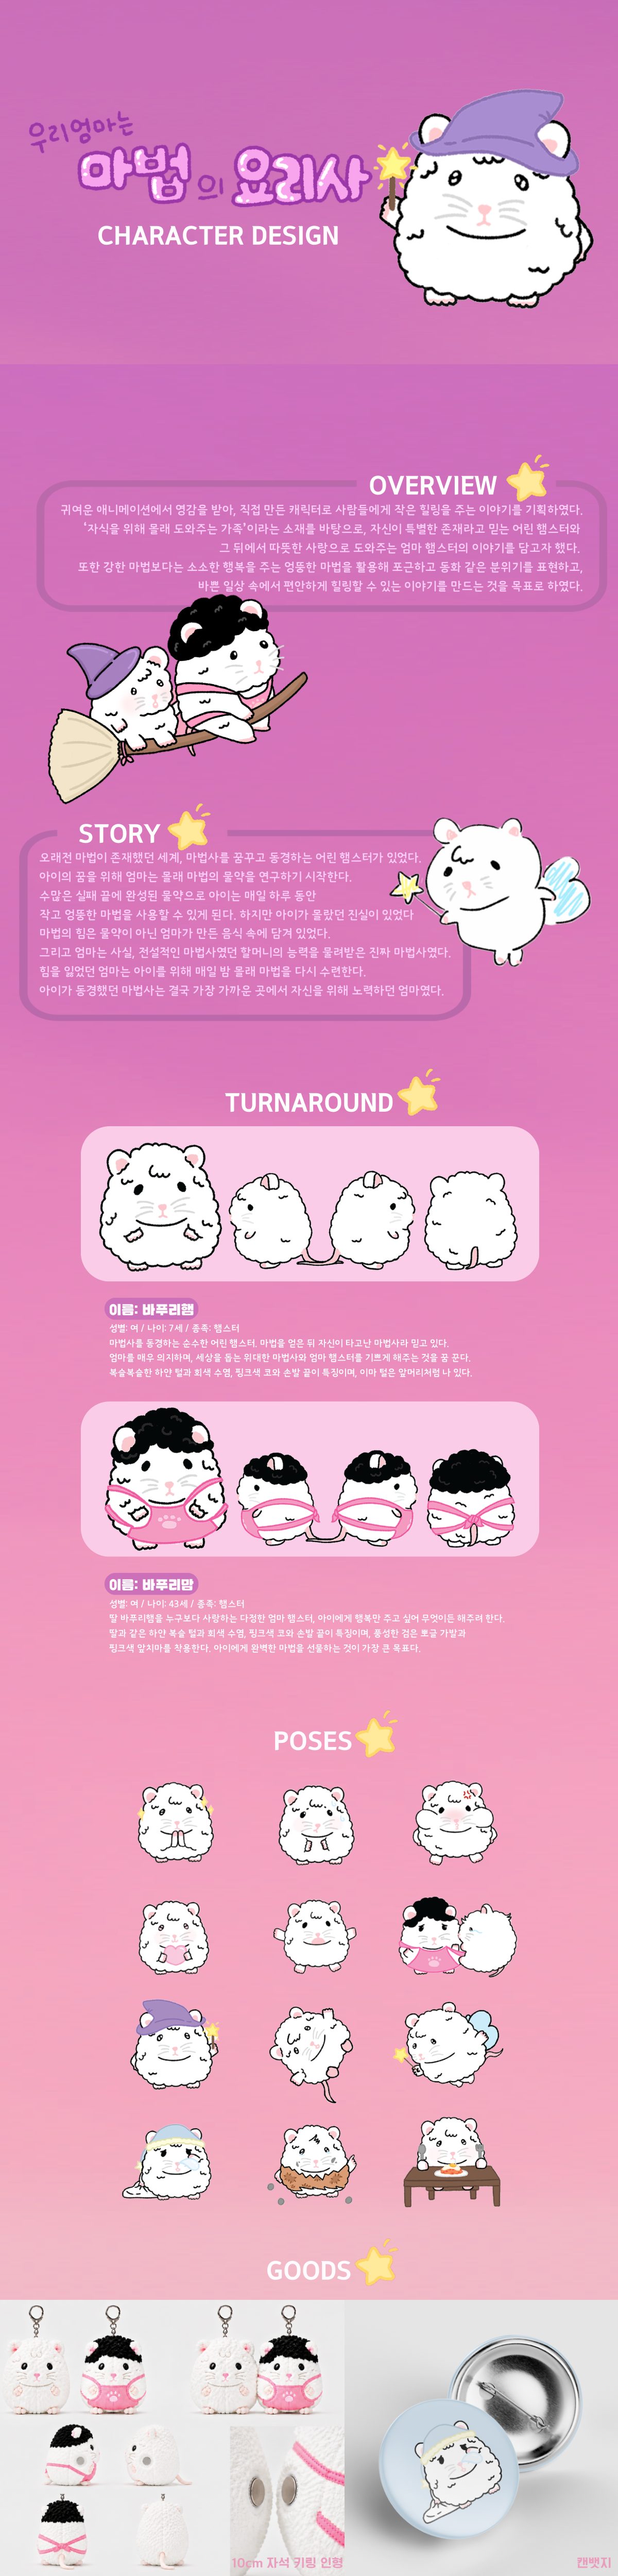 우리엄마는
마법의 요리사
CHARACTER DESIGN
OVERVIEW
귀여운 애니메이션에서 영감을 받아, 직접 만든 캐릭터로 사람들에게 작은 힐링을 주는 이야기를 기획하였다.
'자식을 위해 몰래 도와주는 가족'이라는 소재를 바탕으로, 자신이 특별한 존재라고 믿는 어린 햄스터와
그 뒤에서 따뜻한 사랑으로 도와주는 엄마 햄스터의 이야기를 담고자 했다.
또한 강한 마법보다는 소소한 행복을 주는 엉뚱한 마법을 활용해 포근하고 동화 같은 분위기를 표현하고,
바쁜 일상 속에서 편안하게 힐링할 수 있는 이야기를 만드는 것을 목표로 하였다.
STORY
오래전 마법이 존재했던 세계, 마법사를 꿈꾸고 동경하는 어린 햄스터가 있었다.
아이의 꿈을 위해 엄마는 몰래 마법의 물약을 연구하기 시작한다.
수많은 실패 끝에 완성된 물약으로 아이는 매일 하루 동안
작고 엉뚱한 마법을 사용할 수 있게 된다. 하지만 아이가 몰랐던 진실이 있었다
마법의 힘은 물약이 아닌 엄마가 만든 음식 속에 담겨 있었다.
그리고 엄마는 사실, 전설적인 마법사였던 할머니의 능력을 물려받은 진짜 마법사였다.
힘을 잃었던 엄마는 아이를 위해 매일 밤 몰래 마법을 다시 수련한다.
아이가 동경했던 마법사는 결국 가장 가까운 곳에서 자신을 위해 노력하던 엄마였다.
TURNAROUND
이름: 바푸리햄
성별: 여 / 나이: 7세 / 종족: 햄스터
마법사를 동경하는 순수한 어린 햄스터. 마법을 얻은 뒤 자신이 타고난 마법사라 믿고 있다.
엄마를 매우 의지하며, 세상을 돕는 위대한 마법사와 엄마 햄스터를 기쁘게 해주는 것을 꿈 꾼다.
복슬복슬한 하얀 털과 회색 수염, 핑크색 코와 손발 끝이 특징이며, 이마 털은 앞머리처럼 나 있다.
이름: 바푸리맘
성별: 여 / 나이: 43세 / 종족: 햄스터
딸 바푸리햄을 누구보다 사랑하는 다정한 엄마 햄스터, 아이에게 행복만 주고 싶어 무엇이든 해주려 한다.
딸과 같은 하얀 복슬 털과 회색 수염, 핑크색 코와 손발 끝이 특징이며, 풍성한 검은 뽀글 가발과
핑크색 앞치마를 착용한다. 아이에게 완벽한 마법을 선물하는 것이 가장 큰 목표다.
POSES
GOODS
10cm 자석 키링 인형
캔뱃지